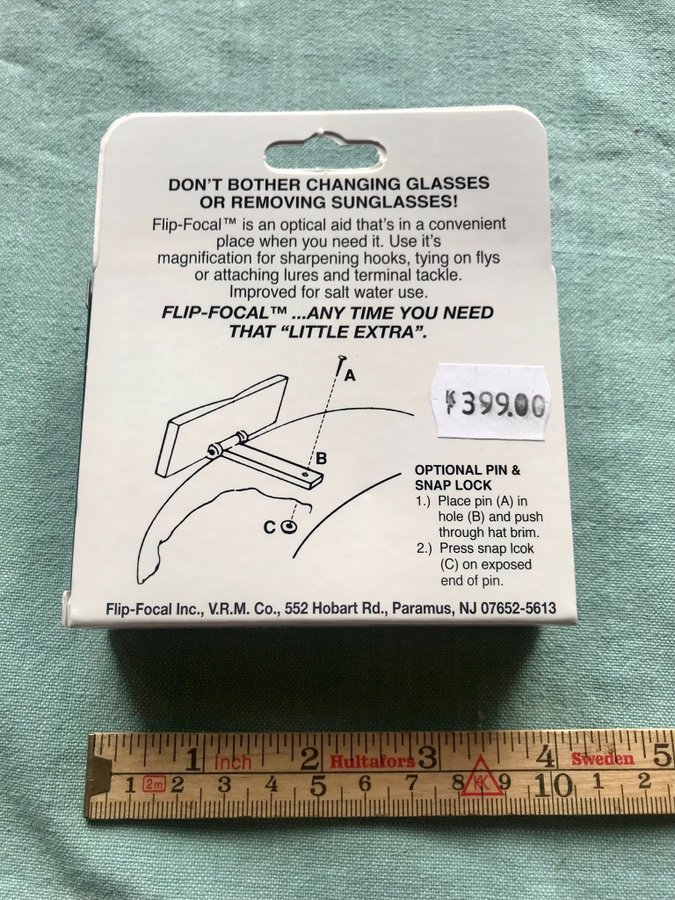 DON'T BOTHER CHANGING GLASSES
OR REMOVING SUNGLASSES!
Flip-Focal™ is an optical aid that's in a convenient
place when you need it. Use it's
magnification for sharpening hooks, tying on flys
or attaching lures and terminal tackle.
Improved for salt water use.
FLIP-FOCAL™ ...ANY TIME YOU NEED
THAT “LITTLE EXTRA”.
A
Kr 399.00
B
C
OPTIONAL PIN &
SNAP LOCK
1.) Place pin (A) in
hole (B) and push
through hat brim.
2.) Press snap lcok
(C) on exposed
end of pin.
Flip-Focal Inc., V.R.M. Co., 552 Hobart Rd., Paramus, NJ 07652-5613
1 Inch 2 Hultafors 3 4 Sweden 5
1 2m 2 3 4 5 6 7 8 9 10 1 2